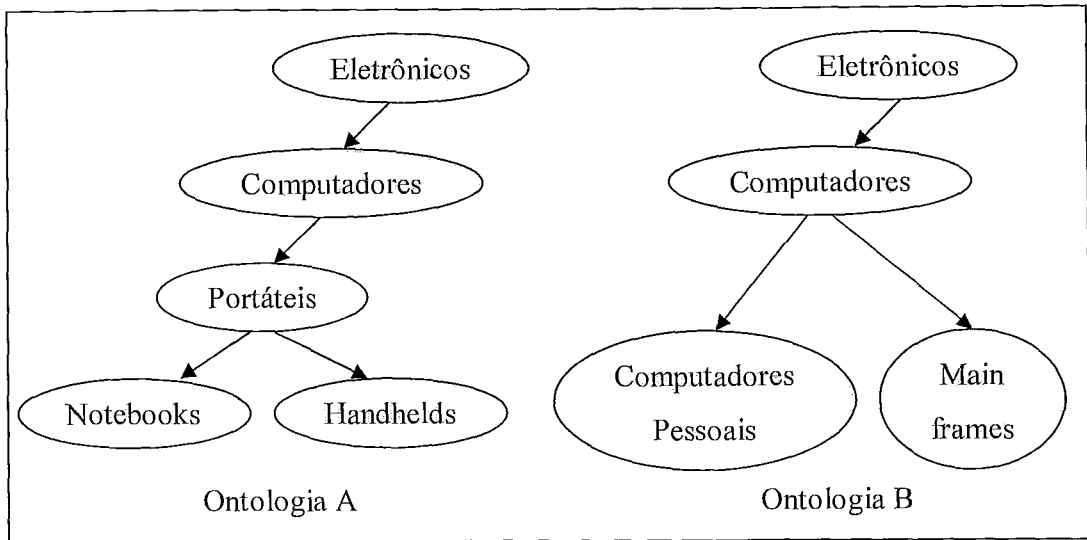 Eletrônicos
Computadores
Portáteis
Notebooks
Handhelds
Ontologia A
Eletrônicos
Computadores
Computadores
Pessoais
Main
frames
Ontologia B